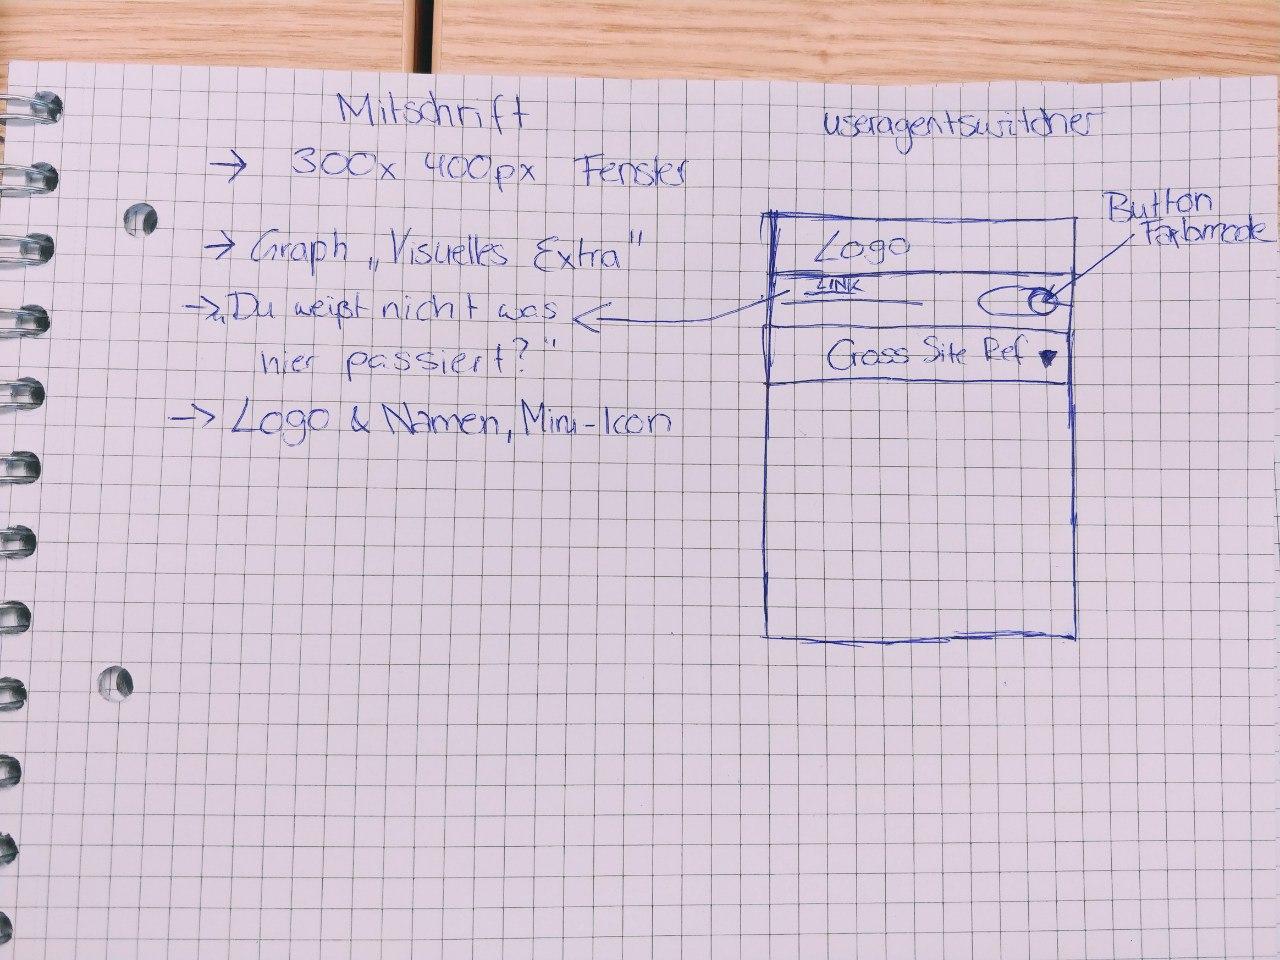 Mitschrift
→ 300x 400px Fenster
→ Graph „Visuelles Extra"
→ „Du weißt nicht was
hier passiert?"
→ Logo & Namen, Mini-Icon
useragentswitcher
Button
Farbmode
Logo
LINK
Cross Site Ref ▼